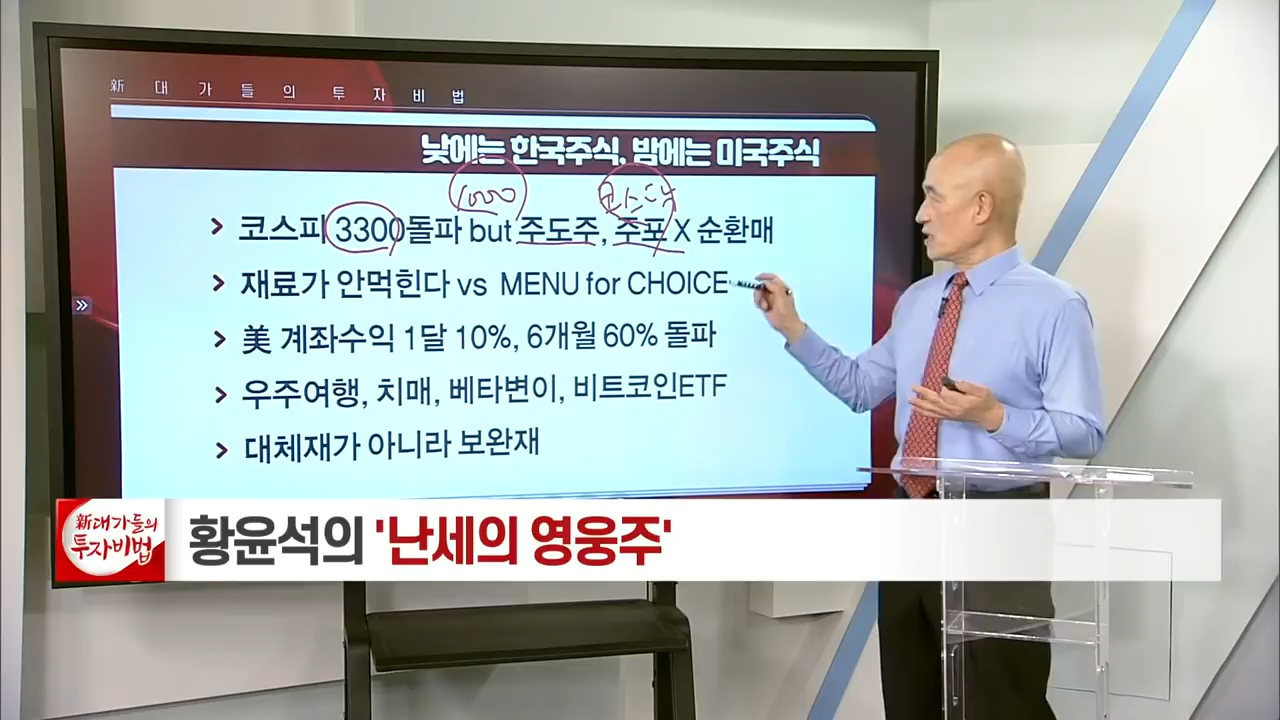 新 대 가 들 의 투 자 비 법
낮에는 한국주식, 밤에는 미국주식
1000 코스닥
> 코스피 3300돌파 but 주도주, 주포 X 순환매
> 재료가 안먹힌다 vs MENU for CHOICE
> 美 계좌수익 1달 10%, 6개월 60% 돌파
> 우주여행, 치매, 베타변이, 비트코인ETF
> 대체재가 아니라 보완재
»
新대가들의
투자비법
황윤석의 '난세의 영웅주'